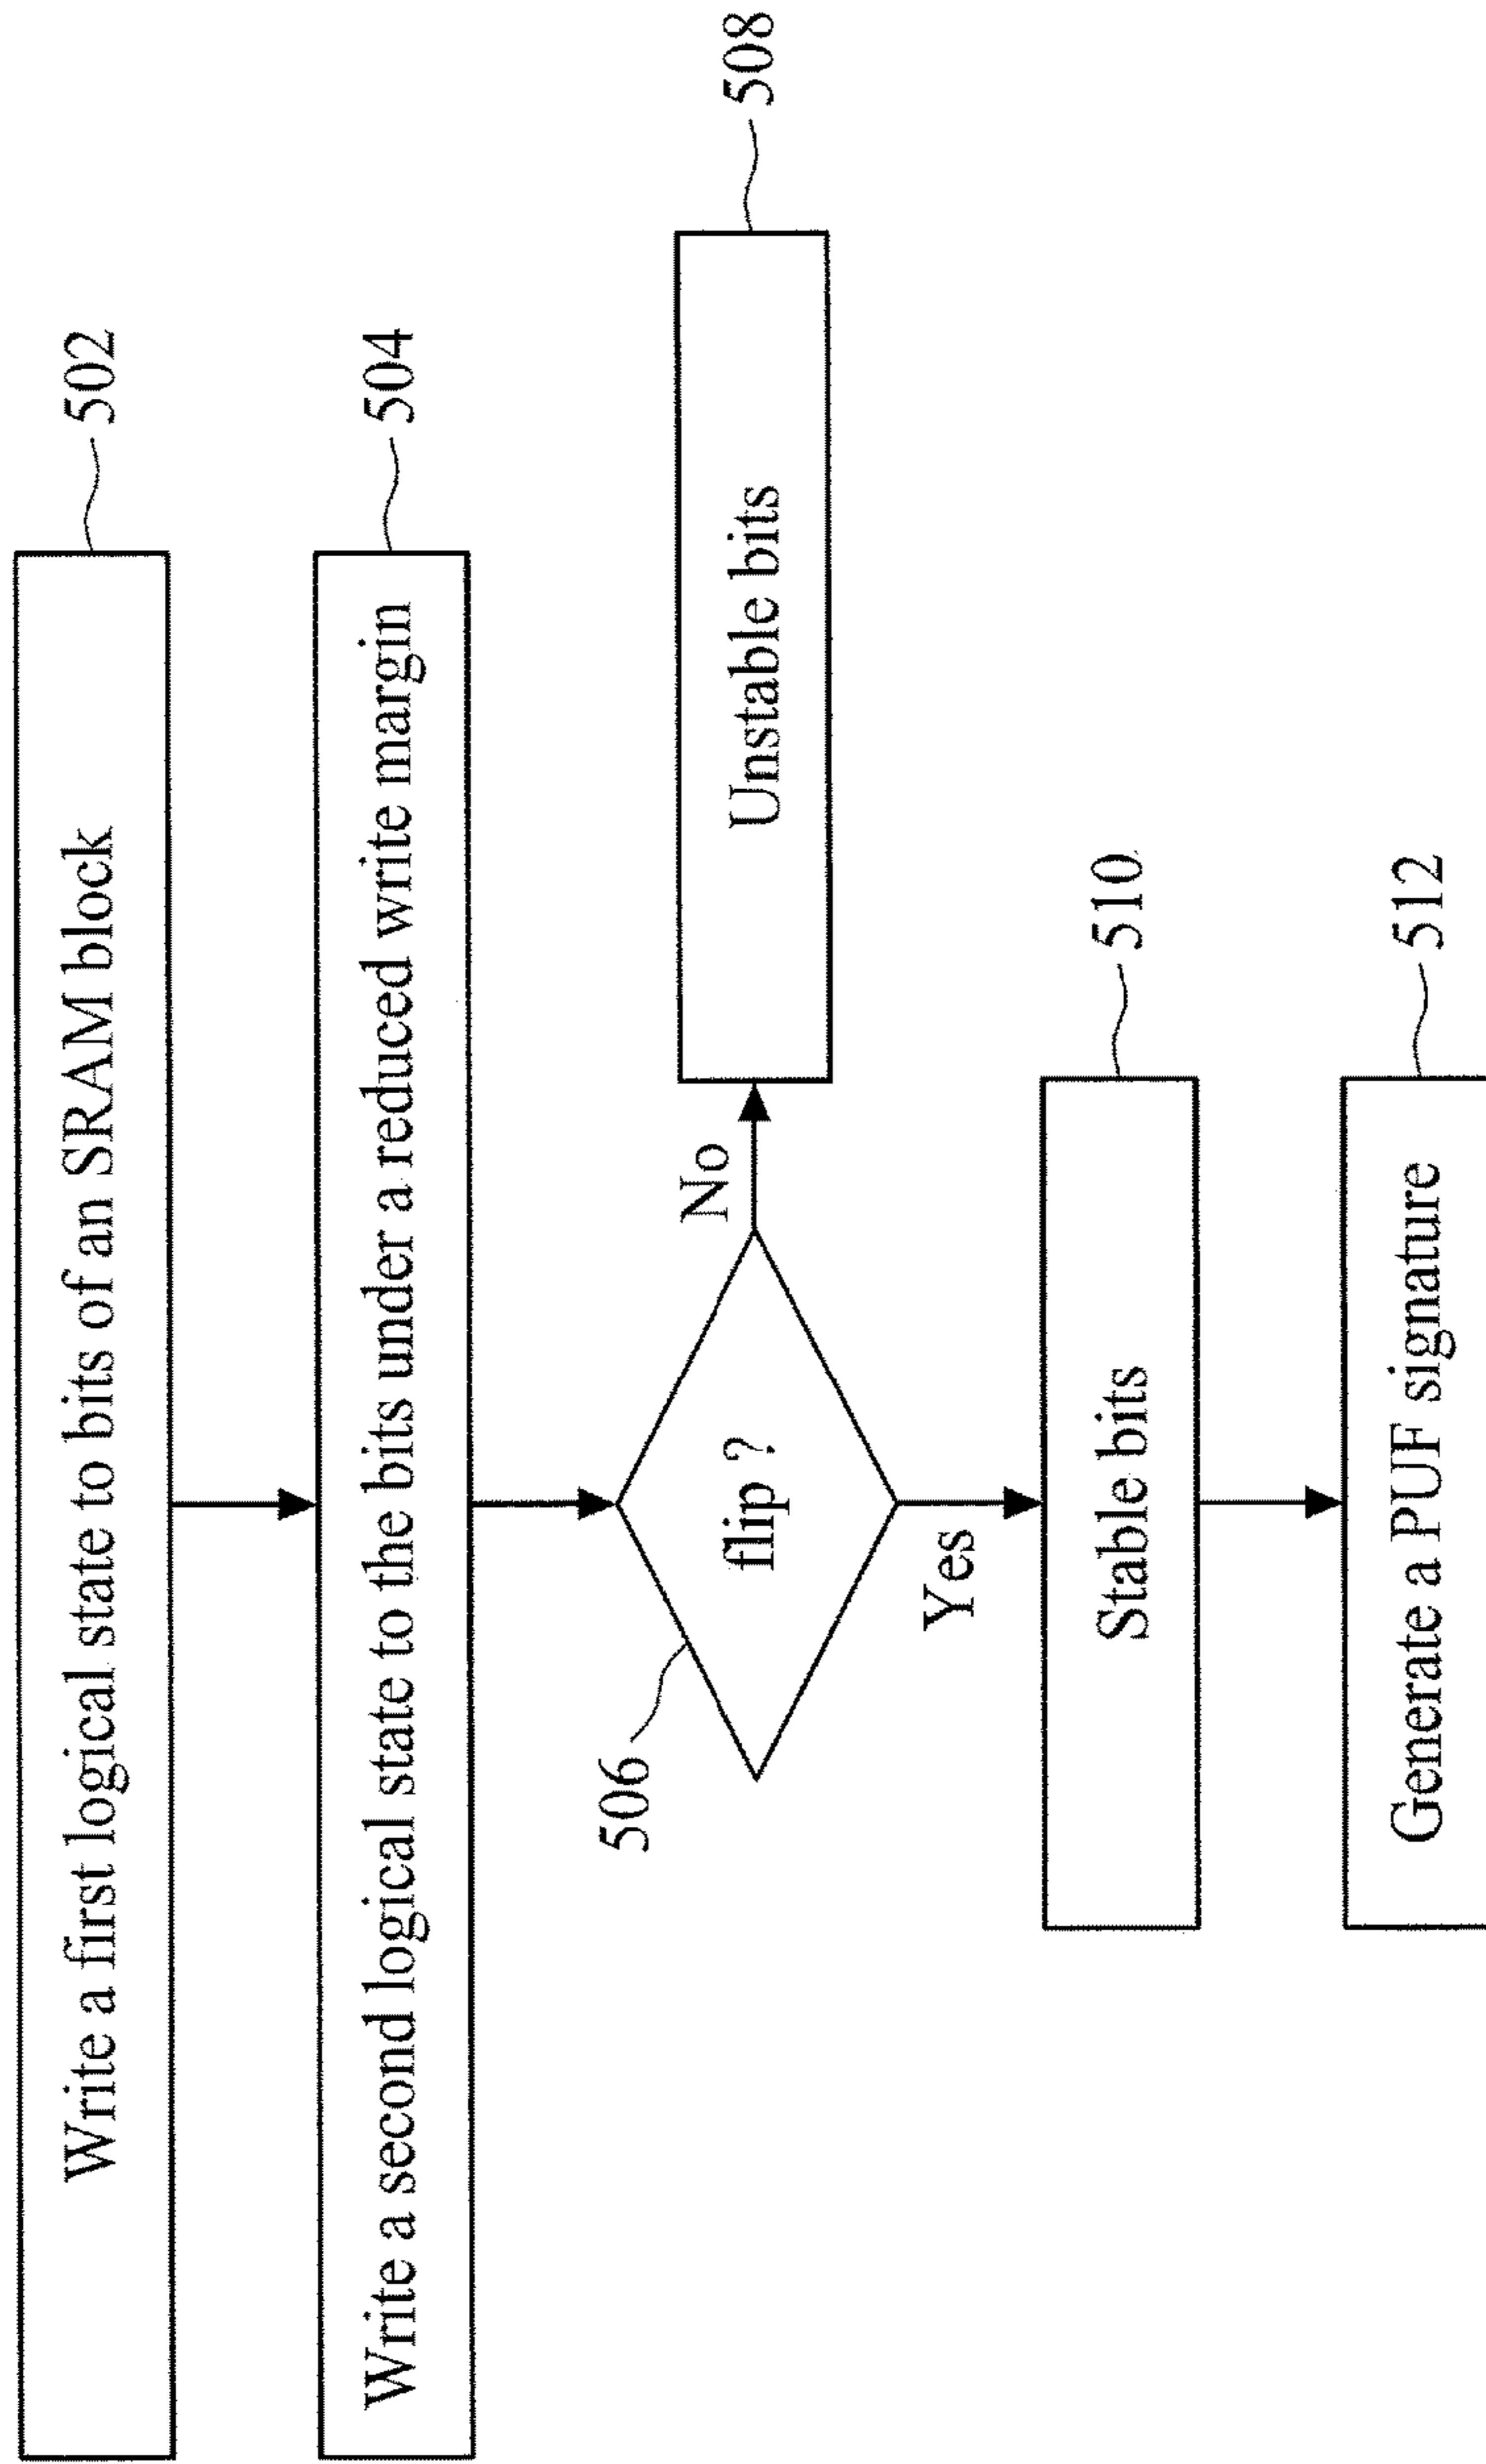 Write a first logical state to bits of an SRAM block
502
Write a second logical state to the bits under a reduced write margin
504
506
flip ?
No
Unstable bits
508
Yes
Stable bits
510
Generate a PUF signature
512